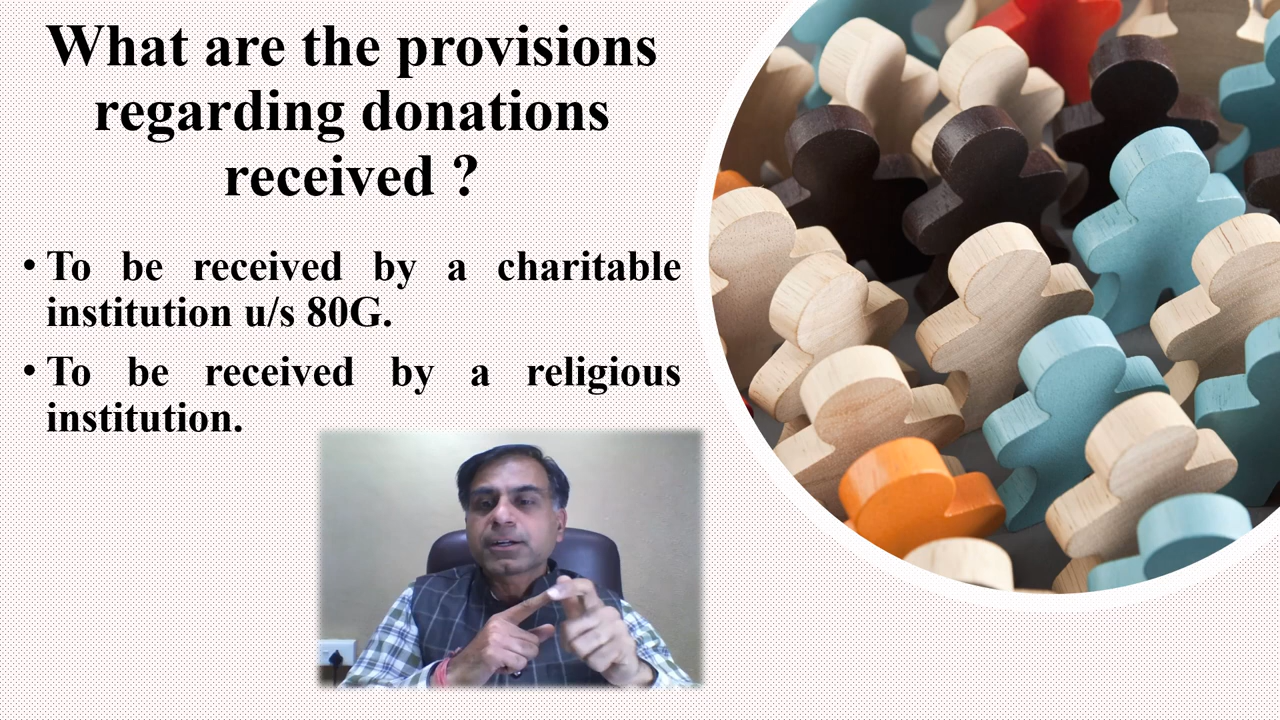 What are the provisions
regarding donations
received ?
• To be received by a charitable
institution u/s 80G.
• To be received by a religious
institution.